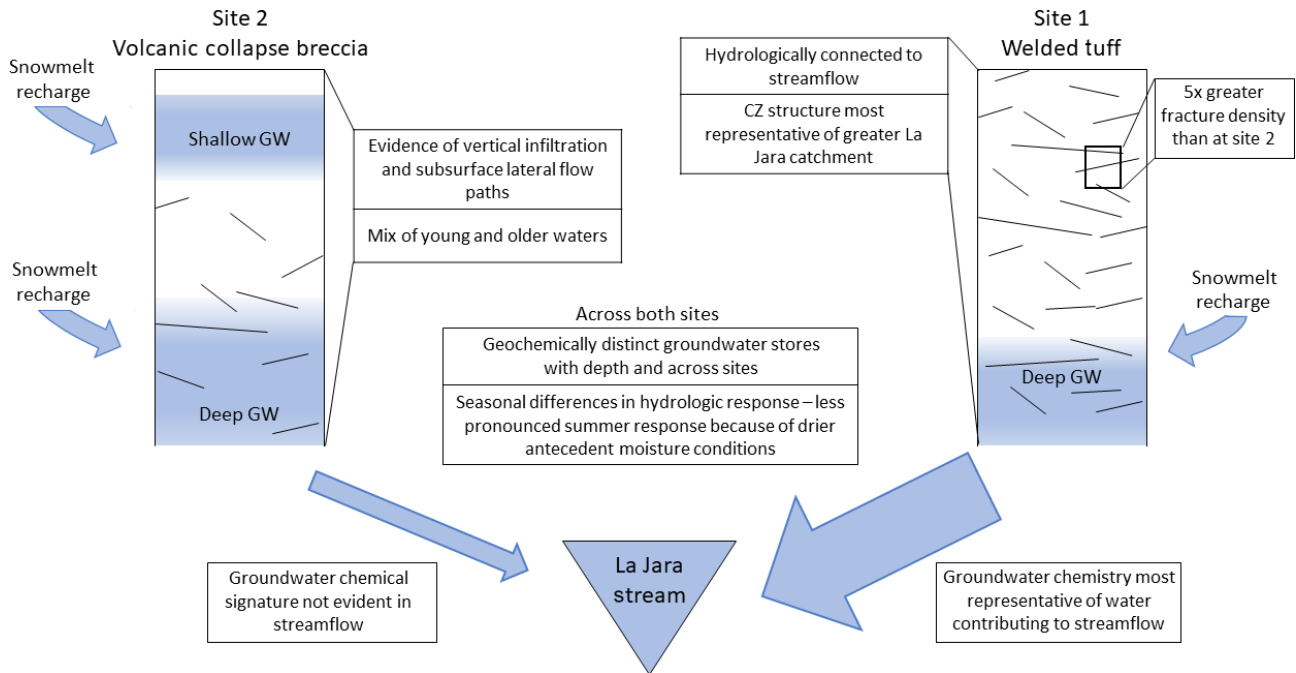 Site 2
Volcanic collapse breccia
Snowmelt
recharge
Shallow GW
Evidence of vertical infiltration
and subsurface lateral flow
paths
Mix of young and older waters
Snowmelt
recharge
Deep GW
Site 1
Welded tuff
Hydrologically connected to
streamflow
CZ structure most
representative of greater La
Jara catchment
5x greater
fracture density
than at site 2
Snowmelt
recharge
Deep GW
Across both sites
Geochemically distinct groundwater stores
with depth and across sites
Seasonal differences in hydrologic response – less
pronounced summer response because of drier
antecedent moisture conditions
Groundwater chemical
signature not evident in
streamflow
La Jara
stream
Groundwater chemistry most
representative of water
contributing to streamflow